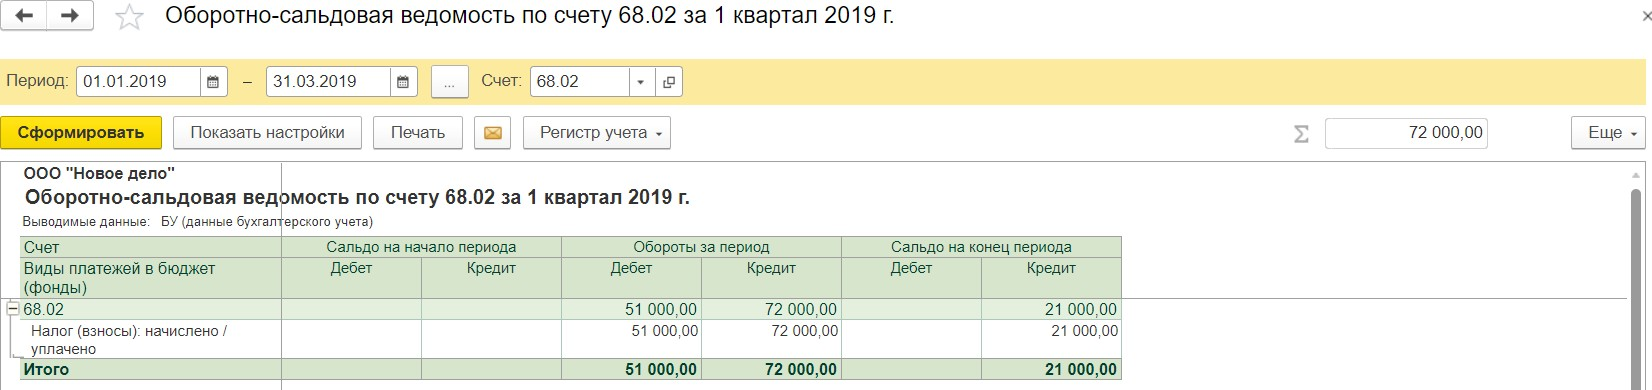 Оборотно-сальдовая ведомость по счету 68.02 за 1 квартал 2019 г.
Период: 01.01.2019 – 31.03.2019 ... Счет: 68.02
Сформировать Показать настройки Печать Регистр учета Σ 72 000,00 Еще
ООО "Новое дело"
Оборотно-сальдовая ведомость по счету 68.02 за 1 квартал 2019 г.
Выводимые данные: БУ (данные бухгалтерского учета)
Счет Сальдо на начало периода Обороты за период Сальдо на конец периода
Виды платежей в бюджет Дебет Кредит Дебет Кредит Дебет Кредит
(фонды)
68.02 51 000,00 72 000,00 21 000,00
Налог (взносы): начислено / 51 000,00 72 000,00 21 000,00
уплачено
Итого 51 000,00 72 000,00 21 000,00